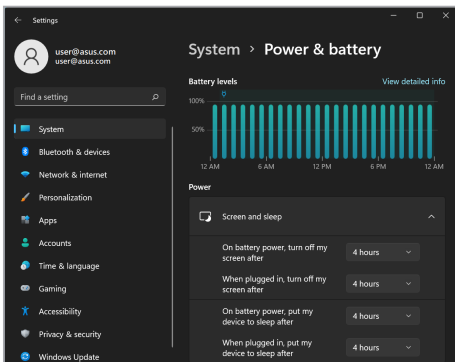 Settings
user@asus.com
user@asus.com
Find a setting
System
Bluetooth & devices
Network & internet
Personalization
Apps
Accounts
Time & language
Gaming
Accessibility
Privacy & security
Windows Update
System > Power & battery
Battery levels
View detailed info
100%
50%
12 AM
6 AM
12 PM
6 PM
12 AM
Power
Screen and sleep
On battery power, turn off my
screen after
4 hours
When plugged in, turn off my
screen after
4 hours
On battery power, put my
device to sleep after
4 hours
When plugged in, put my
device to sleep after
4 hours